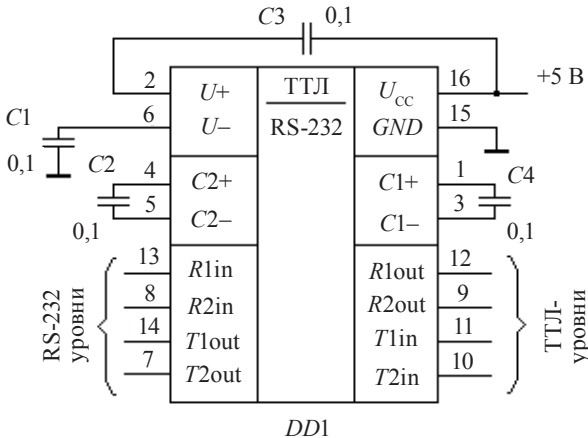 C3 0,1
2 U+ ТТЛ U_CC 16 +5 В
C1 6 U– RS-232 GND 15
0,1 C2 4 C2+ C1+ 1 C4
0,1 5 C2– C1– 3 0,1
13 R1in R1out 12
8 R2in R2out 9
14 T1out T1in 11
7 T2out T2in 10
RS-232
уровни
ТТЛ-
уровни
DD1